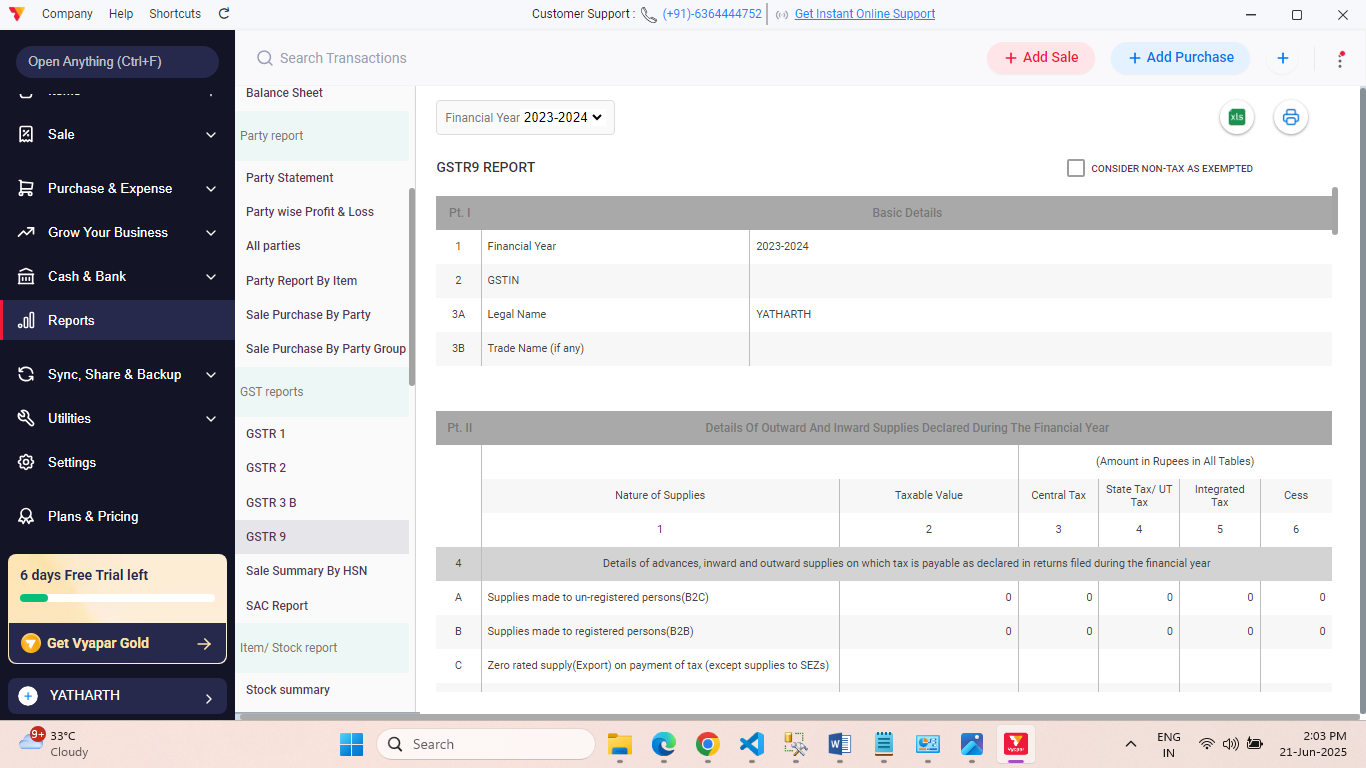 Company Help Shortcuts
Customer Support : (+91)-6364444752 Get Instant Online Support
Open Anything (Ctrl+F)
Sale
Purchase & Expense
Grow Your Business
Cash & Bank
Reports
Sync, Share & Backup
Utilities
Settings
Plans & Pricing
6 days Free Trial left
Get Vyapar Gold
YATHARTH
Search Transactions
Add Sale
Add Purchase
Balance Sheet
Party report
Party Statement
Party wise Profit & Loss
All parties
Party Report By Item
Sale Purchase By Party
Sale Purchase By Party Group
GST reports
GSTR 1
GSTR 2
GSTR 3 B
GSTR 9
Sale Summary By HSN
SAC Report
Item/ Stock report
Stock summary
Financial Year 2023-2024
xls
GSTR9 REPORT
CONSIDER NON-TAX AS EXEMPTED
Pt. I Basic Details
1 Financial Year 2023-2024
2 GSTIN
3A Legal Name YATHARTH
3B Trade Name (if any)
Pt. II Details Of Outward And Inward Supplies Declared During The Financial Year
(Amount in Rupees in All Tables)
Nature of Supplies Taxable Value Central Tax State Tax/ UT Tax Integrated Tax Cess
1 2 3 4 5 6
4 Details of advances, inward and outward supplies on which tax is payable as declared in returns filed during the financial year
A Supplies made to un-registered persons(B2C) 0 0 0 0 0
B Supplies made to registered persons(B2B) 0 0 0 0 0
C Zero rated supply(Export) on payment of tax (except supplies to SEZs)
9+
33°C
Cloudy
Search
Vyapar
ENG
IN
2:03 PM
21-Jun-2025